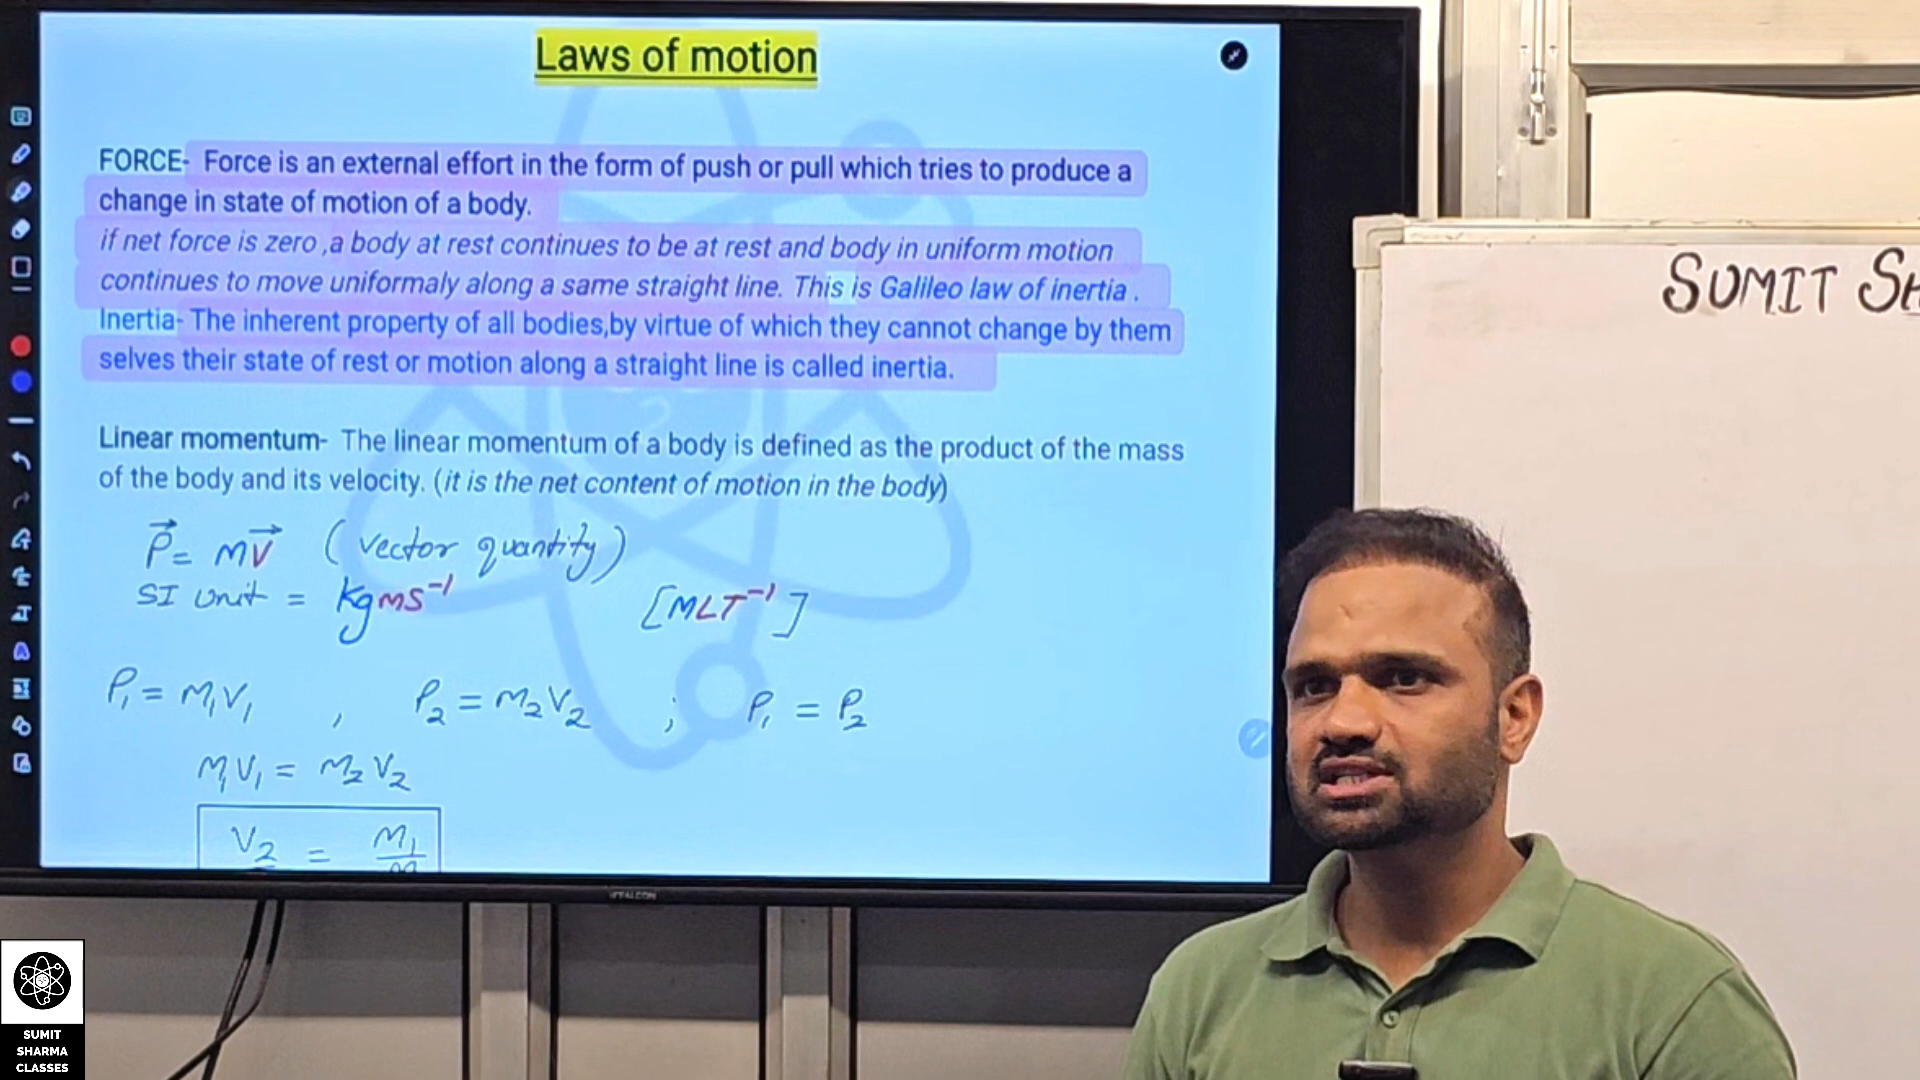 Laws of motion
FORCE- Force is an external effort in the form of push or pull which tries to produce a
change in state of motion of a body.
if net force is zero ,a body at rest continues to be at rest and body in uniform motion
continues to move uniformaly along a same straight line. This is Galileo law of inertia .
Inertia- The inherent property of all bodies,by virtue of which they cannot change by them
selves their state of rest or motion along a straight line is called inertia.
Linear momentum- The linear momentum of a body is defined as the product of the mass
of the body and its velocity. (it is the net content of motion in the body)
P⃗ = mv⃗ (vector quantity)
SI unit = kgms⁻¹ [MLT⁻¹]
P₁ = M₁V₁ , P₂ = M₂V₂ ; P₁ = P₂
M₁V₁ = M₂V₂
V₂ = M₁
SUMIT
SUMIT
SHARMA
CLASSES